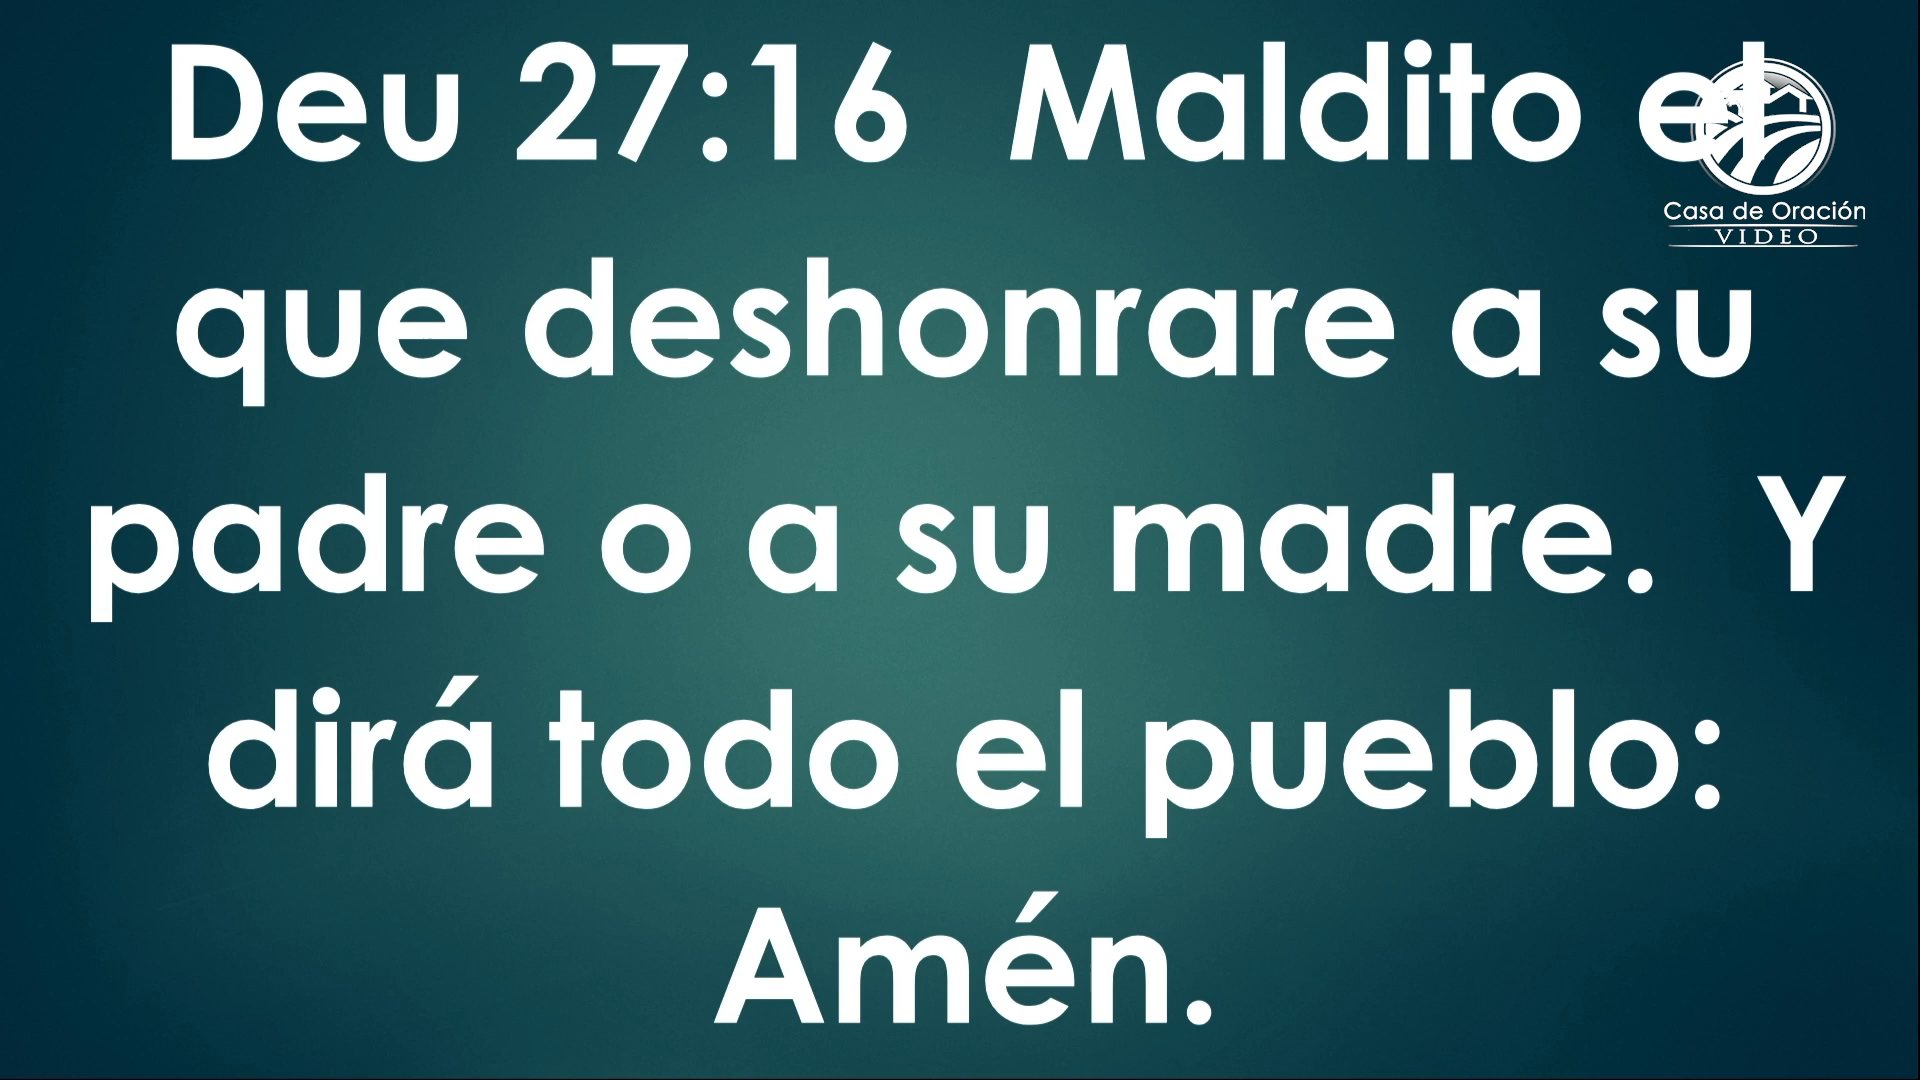 Deu 27:16  Maldito el
Casa de Oración
VIDEO
que deshonrare a su
padre o a su madre.  Y
dirá todo el pueblo:
Amén.